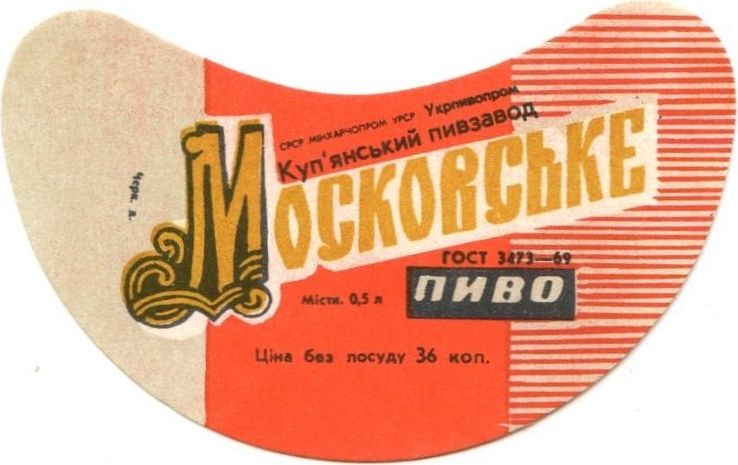 СРСР МІНХАРЧОПРОМ УРСР Укрпивопром
Куп'янський пивзавод
Московське
ГОСТ 3473—69
ПИВО
Містк. 0,5 л
Ціна без посуду 36 коп.
Черк. д.